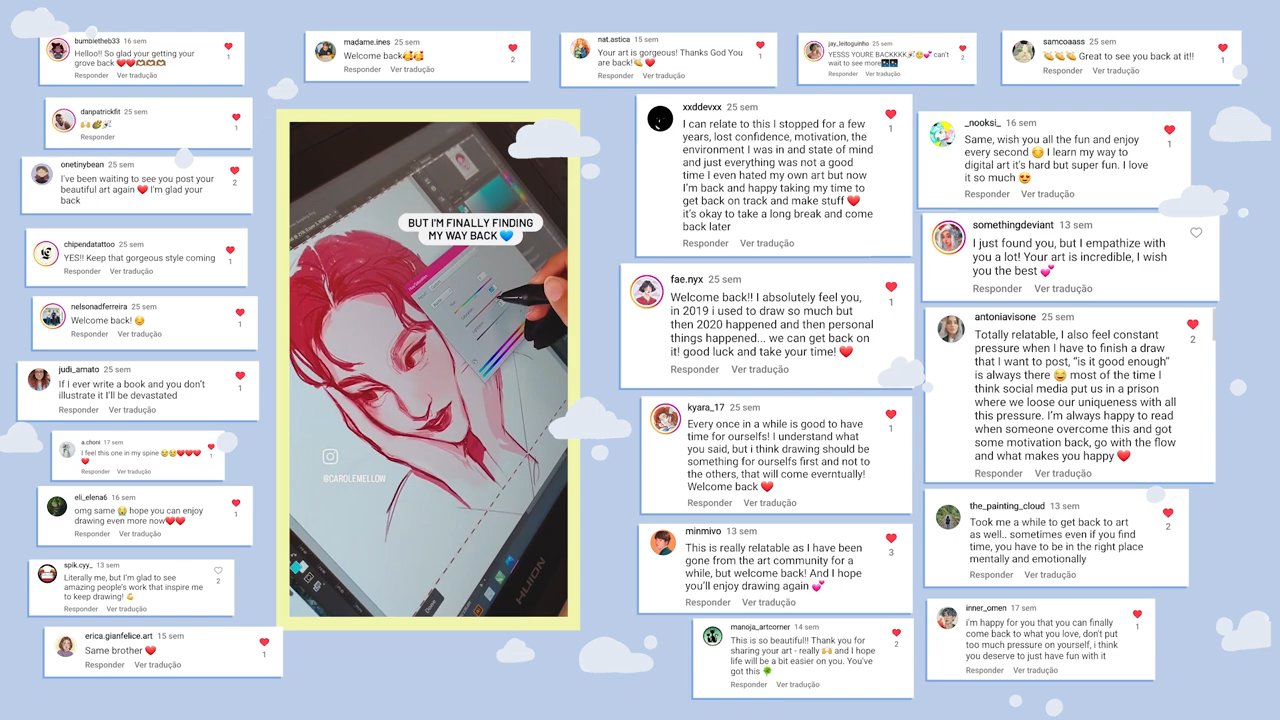 bumbletheb33 16 sem
Helloo!! So glad your getting your
grove back ❤️❤️🫶🏽🫶🏽🫶🏽
1
Responder Ver tradução
madame.ines 25 sem
Welcome back🥰🥰
2
Responder Ver tradução
nat.astica 15 sem
Your art is gorgeous! Thanks God You
are back!👏 ❤️
1
Responder Ver tradução
jay_leitoguinho 25 sem
YESSS YOURE BACKKKK🎉🥹💕 can't
wait to see more
2
Responder Ver tradução
samcoaass 25 sem
👏👏👏 Great to see you back at it!!
1
Responder Ver tradução
danpatrickfit 25 sem
1
Responder
onetinybean 25 sem
I've been waiting to see you post your
beautiful art again ❤️ I'm glad your
back
2
Responder Ver tradução
chipendatattoo 25 sem
YES!! Keep that gorgeous style coming
1
Responder Ver tradução
nelsonadferreira 25 sem
Welcome back! ☺️
1
Responder Ver tradução
judi_amato 25 sem
If I ever write a book and you don't
illustrate it I'll be devastated
1
Responder Ver tradução
a.choni 17 sem
I feel this one in my spine 😢😢❤️❤️❤️
❤️
1
Responder Ver tradução
eli_elena6 16 sem
omg same 😭 hope you can enjoy
drawing even more now❤️❤️
1
Responder Ver tradução
spik.cyy_ 13 sem
Literally me, but I'm glad to see
amazing people's work that inspire me
to keep drawing! 💪
2
Responder Ver tradução
erica.gianfelice.art 15 sem
Same brother ❤️
1
Responder Ver tradução
BUT I'M FINALLY FINDING
MY WAY BACK 💙
@CAROLEMELLOW
HUION
xxddevxx 25 sem
I can relate to this I stopped for a few
years, lost confidence, motivation, the
environment I was in and state of mind
and just everything was not a good
time I even hated my own art but now
I'm back and happy taking my time to
get back on track and make stuff ❤️
it's okay to take a long break and come
back later
1
Responder Ver tradução
fae.nyx 25 sem
Welcome back!! I absolutely feel you,
in 2019 i used to draw so much but
then 2020 happened and then personal
things happened... we can get back on
it! good luck and take your time! ❤️
1
Responder Ver tradução
kyara_17 25 sem
Every once in a while is good to have
time for ourselfs! I understand what
you said, but i think drawing should be
something for ourselfs first and not to
the others, that will come everntually!
Welcome back ❤️
1
Responder Ver tradução
minmivo 13 sem
This is really relatable as I have been
gone from the art community for a
while, but welcome back! And I hope
you'll enjoy drawing again 💕
3
Responder Ver tradução
manoja_artcorner 14 sem
This is so beautiful!! Thank you for
sharing your art - really 🙌 and I hope
life will be a bit easier on you. You've
got this 🌳
2
Responder Ver tradução
_nooksi_ 16 sem
Same, wish you all the fun and enjoy
every second ☺️ I learn my way to
digital art it's hard but super fun. I love
it so much 😍
1
Responder Ver tradução
somethingdeviant 13 sem
I just found you, but I empathize with
you a lot! Your art is incredible, I wish
you the best 💕
Responder Ver tradução
antoniavisone 25 sem
Totally relatable, I also feel constant
pressure when I have to finish a draw
that I want to post, "is it good enough"
is always there 😂 most of the time I
think social media put us in a prison
where we loose our uniqueness with all
this pressure. I'm always happy to read
when someone overcome this and got
some motivation back, go with the flow
and what makes you happy ❤️
2
Responder Ver tradução
the_painting_cloud 13 sem
Took me a while to get back to art
as well.. sometimes even if you find
time, you have to be in the right place
mentally and emotionally
2
Responder Ver tradução
inner_omen 17 sem
i'm happy for you that you can finally
come back to what you love, don't put
too much pressure on yourself, i think
you deserve to just have fun with it
1
Responder Ver tradução